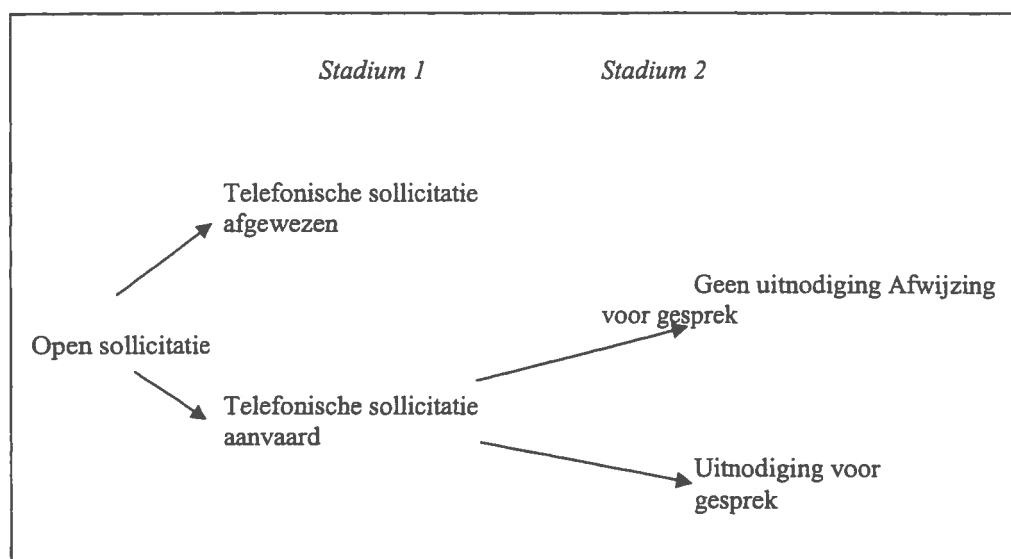 Stadium 1 Stadium 2
Telefonische sollicitatie
afgewezen
Geen uitnodiging Afwijzing
voor gesprek
Open sollicitatie
Telefonische sollicitatie
aanvaard
Uitnodiging voor
gesprek